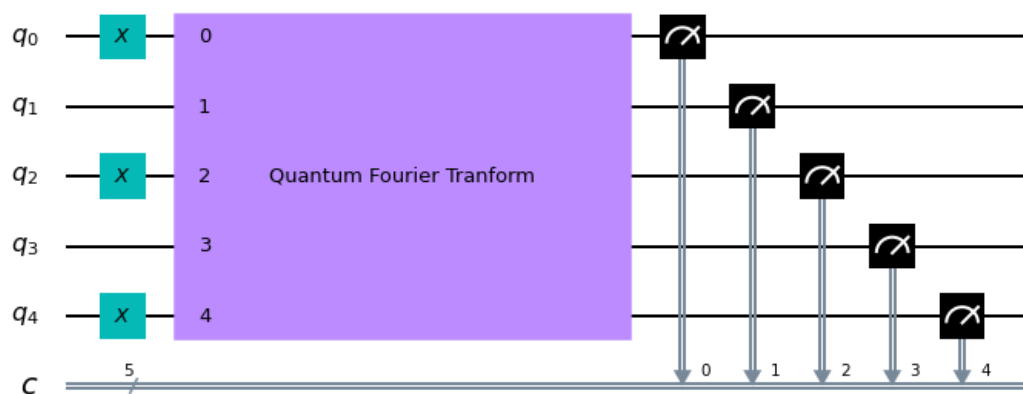 q0 X 0
q1 1
q2 X 2 Quantum Fourier Tranform
q3 3
q4 X 4
c 5 0 1 2 3 4